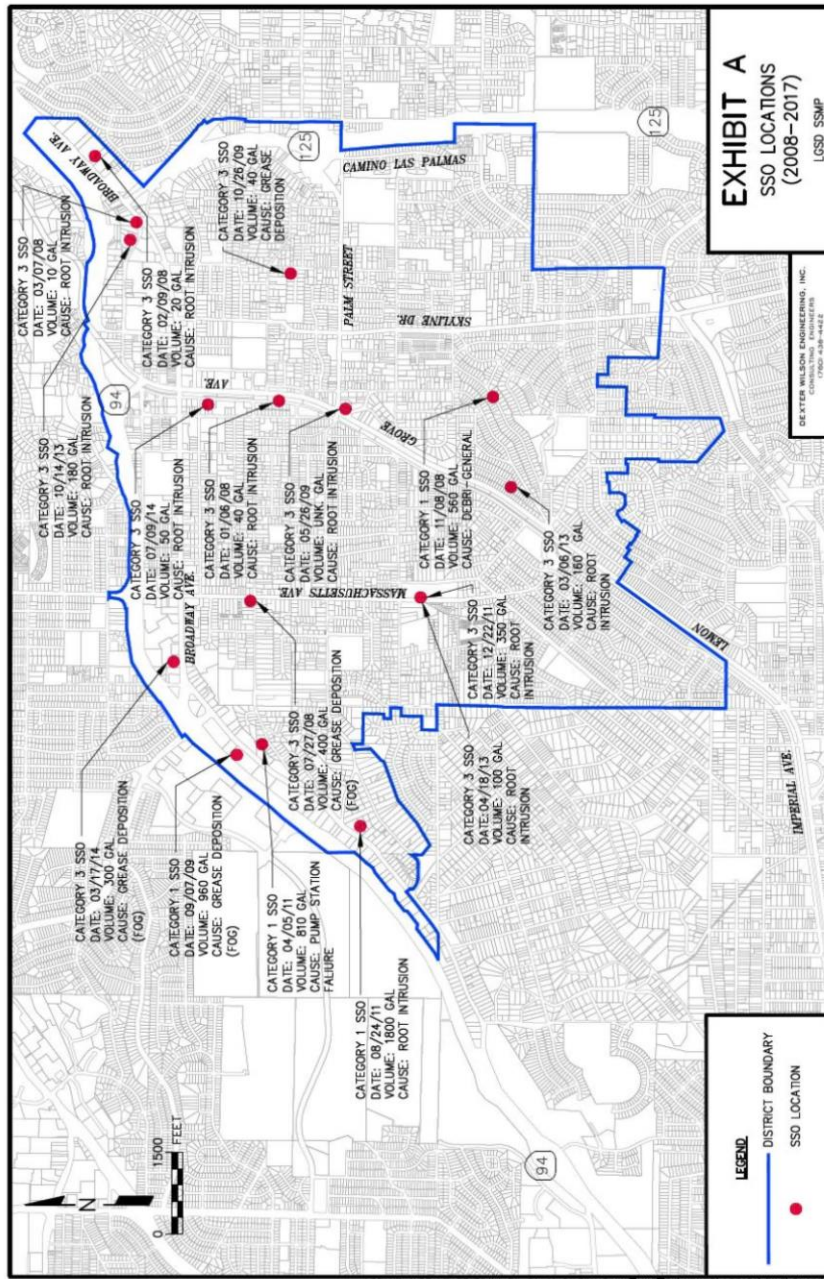 EXHIBIT A
SSO LOCATIONS
(2008-2017)
LGSD SSMP
DEXTER WILSON ENGINEERING, INC.
CONSULTING ENGINEERS
(760) 438-4422
LEGEND
DISTRICT BOUNDARY
SSO LOCATION
N
0
1500
FEET
CATEGORY 3 SSO
DATE: 03/17/14
VOLUME: 300 GAL
CAUSE: GREASE DEPOSITION
(FOG)
CATEGORY 1 SSO
DATE: 09/07/09
VOLUME: 960 GAL
CAUSE: GREASE DEPOSITION
(FOG)
CATEGORY 1 SSO
DATE: 04/05/11
VOLUME: 810 GAL
CAUSE: PUMP STATION
FALIURE
CATEGORY 1 SSO
DATE: 08/24/11
VOLUME: 1800 GAL
CAUSE: ROOT INTRUSION
CATEGORY 3 SSO
DATE: 07/27/08
VOLUME: 400 GAL
CAUSE: GREASE DEPOSITION
(FOG)
CATEGORY 3 SSO
DATE:04/18/13
VOLUME: 100 GAL
CAUSE: ROOT
INTRUSION
CATEGORY 3 SSO
DATE: 12/22/11
VOLUME: 350 GAL
CAUSE: ROOT
INTRUSION
CATEGORY 3 SSO
DATE: 03/06/13
VOLUME: 160 GAL
CAUSE: ROOT
INTRUSION
CATEGORY 1 SSO
DATE: 11/08/08
VOLUME: 560 GAL
CAUSE: DEBRI-GENERAL
CATEGORY 3 SSO
DATE: 10/14/13
VOLUME: 180 GAL
CAUSE: ROOT INTRUSION
CATEGORY 3 SSO
DATE: 07/09/14
VOLUME: 50 GAL
CAUSE: ROOT INTRUSION
CATEGORY 3 SSO
DATE: 01/06/08
VOLUME: 40 GAL
CAUSE: ROOT INTRUSION
CATEGORY 3 SSO
DATE: 05/26/09
VOLUME: UNK. GAL
CAUSE: ROOT INTRUSION
CATEGORY 3 SSO
DATE: 03/07/08
VOLUME: 10 GAL
CAUSE: ROOT INTRUSION
CATEGORY 3 SSO
DATE: 02/09/08
VOLUME: 20 GAL
CAUSE: ROOT INTRUSION
CATEGORY 3 SSO
DATE: 10/26/09
VOLUME: 40 GAL
CAUSE: GREASE
DEPOSITION
BROADWAY AVE.
BROADWAY AVE.
MASSACHUSETTS AVE.
GROVE
AVE.
LEMON
PALM STREET
SKYLINE DR.
CAMINO LAS PALMAS
IMPERIAL AVE.
94
94
125
125